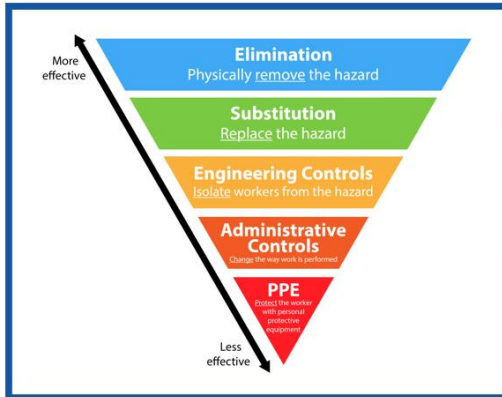 More
effective
Elimination
Physically remove the hazard
Substitution
Replace the hazard
Engineering Controls
Isolate workers from the hazard
Administrative
Controls
Change the way work is performed
PPE
Protect the worker
with personal
protective
equipment
Less
effective